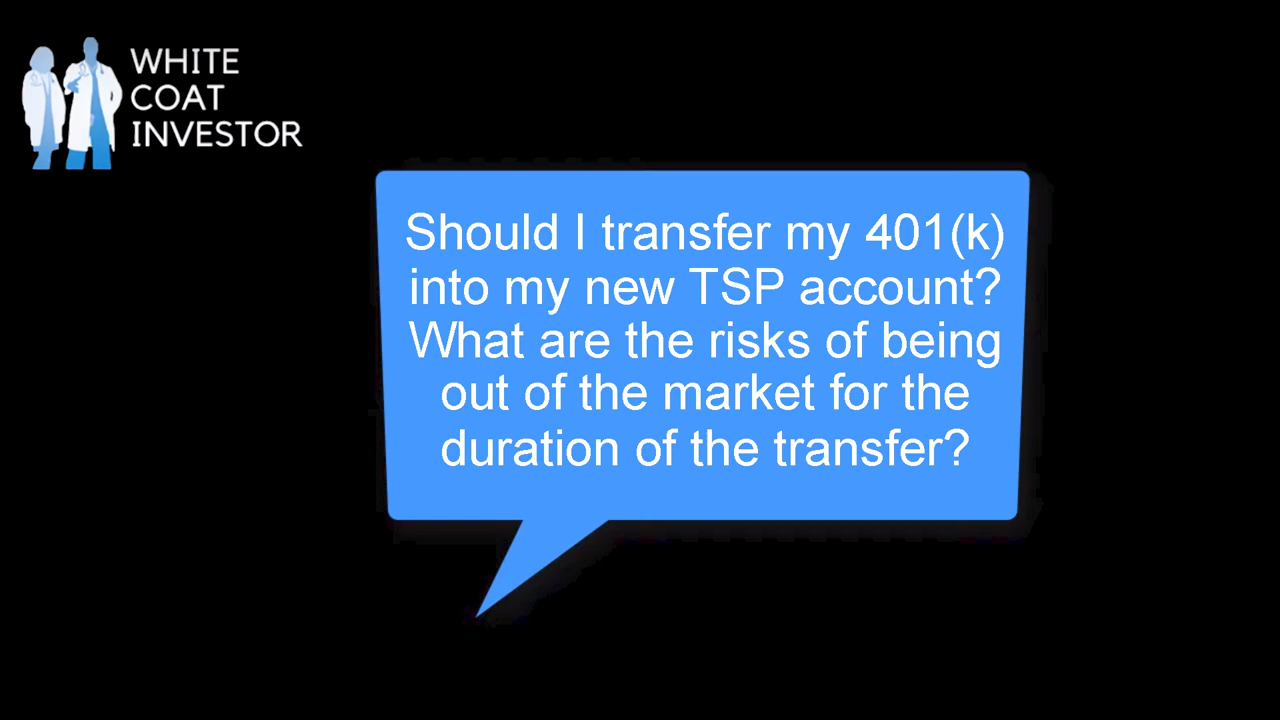 WHITE
COAT
INVESTOR
Should I transfer my 401(k)
into my new TSP account?
What are the risks of being
out of the market for the
duration of the transfer?